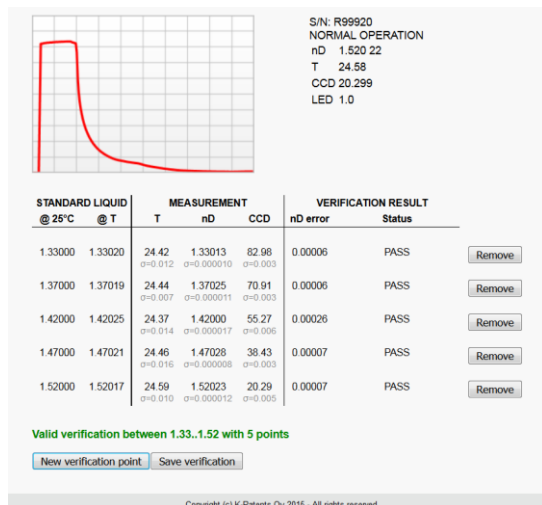 S/N: R99920
NORMAL OPERATION
nD 1.520 22
T 24.58
CCD 20.299
LED 1.0
STANDARD LIQUID MEASUREMENT VERIFICATION RESULT
@ 25°C @ T T nD CCD nD error Status
1.33000 1.33020 24.42 1.33013 82.98 0.00006 PASS Remove
σ=0.012 σ=0.000010 σ=0.003
1.37000 1.37019 24.44 1.37025 70.91 0.00006 PASS Remove
σ=0.007 σ=0.000011 σ=0.003
1.42000 1.42025 24.37 1.42000 55.27 0.00026 PASS Remove
σ=0.014 σ=0.000017 σ=0.006
1.47000 1.47021 24.46 1.47028 38.43 0.00007 PASS Remove
σ=0.016 σ=0.000008 σ=0.003
1.52000 1.52017 24.59 1.52023 20.29 0.00007 PASS Remove
σ=0.010 σ=0.000012 σ=0.005
Valid verification between 1.33..1.52 with 5 points
New verification point Save verification
Copyright (c) K-Patents Oy 2015 - All rights reserved